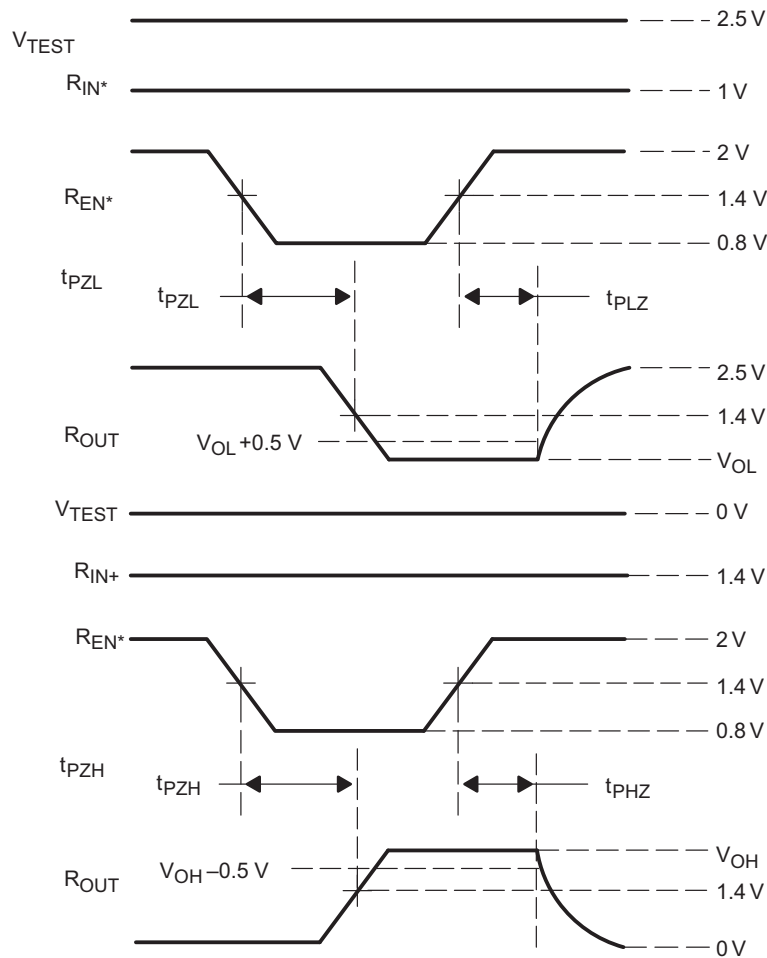 2.5 V
VTEST
RIN*
1 V
2 V
REN*
1.4 V
0.8 V
tPZL
tPZL
tPLZ
2.5 V
1.4 V
ROUT
VOL +0.5 V
VOL
VTEST
0 V
RIN+
1.4 V
REN*
2 V
1.4 V
0.8 V
tPZH
tPZH
tPHZ
VOH
VOH –0.5 V
ROUT
1.4 V
0 V